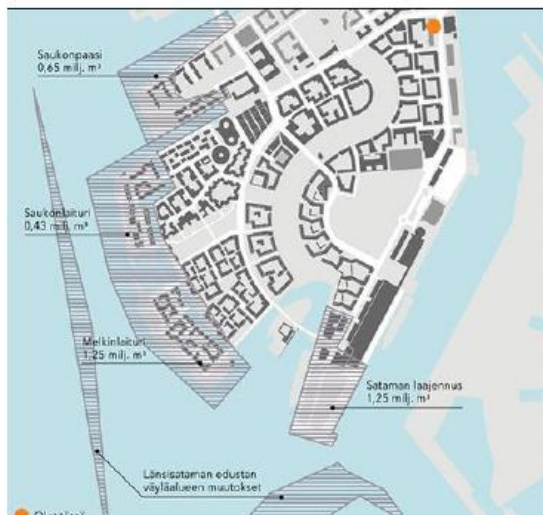 Saukonpaasi
0,65 milj. m³
Saukonlaituri
0,43 milj. m³
Melkinlaituri
1,25 milj. m³
Sataman laajennus
1,25 milj. m³
Länsisataman edustan
väyläalueen muutokset